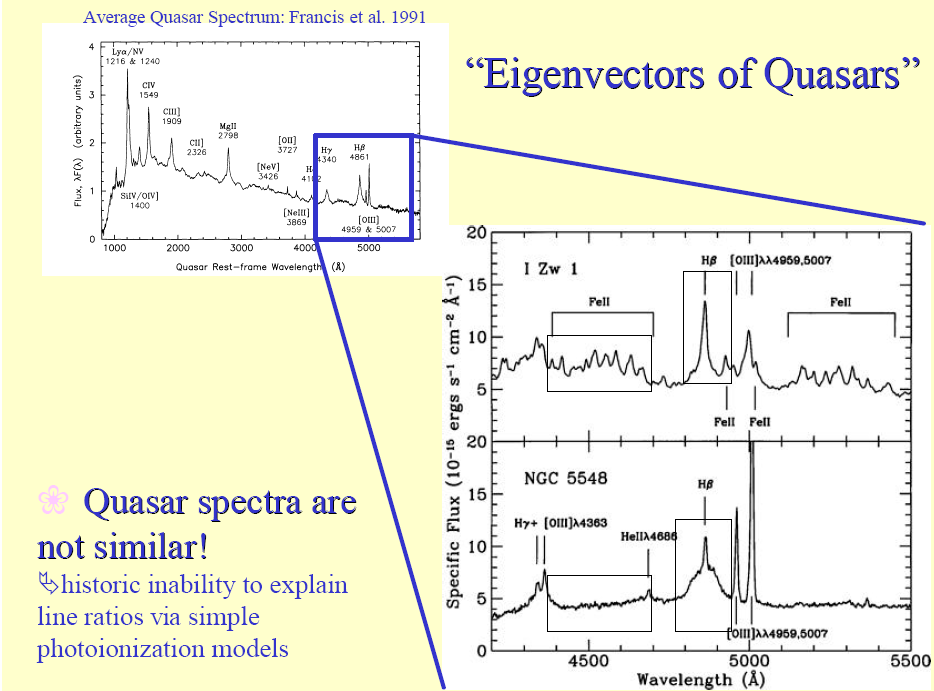 Average Quasar Spectrum: Francis et al. 1991
“Eigenvectors of Quasars”
Flux, λF(λ) (arbitrary units)
4
3
2
1
0
Lyα/NV
1216 & 1240
CIV
1549
CIII]
1909
CII]
2326
MgII
2798
[OII]
3727
[NeV]
3426
Hγ
4340
Hβ
4861
SiIV/OIV]
1400
[NeIII]
3869
[OIII]
4959 & 5007
1000
2000
3000
4000
5000
Quasar Rest-frame Wavelength (Å)
20
I Zw 1
Hβ
[OIII]λλ4959,5007
FeII
FeII
15
10
5
FeII
FeII
20
NGC 5548
Hβ
Hγ+ [OIII]λ4363
HeIIλ4686
15
10
5
0
[OIII]λλ4959,5007
4500
5000
5500
Wavelength (Å)
Specific Flux (10⁻¹⁵ ergs s⁻¹ cm⁻² Å⁻¹)
Quasar spectra are
not similar!
historic inability to explain
line ratios via simple
photoionization models